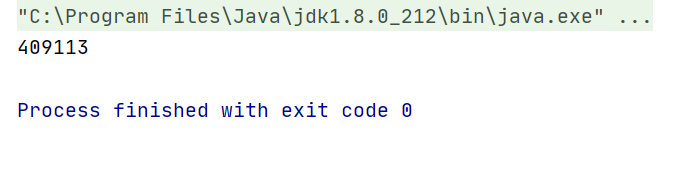 "C:\Program Files\Java\jdk1.8.0_212\bin\java.exe" ...
409113
Process finished with exit code 0